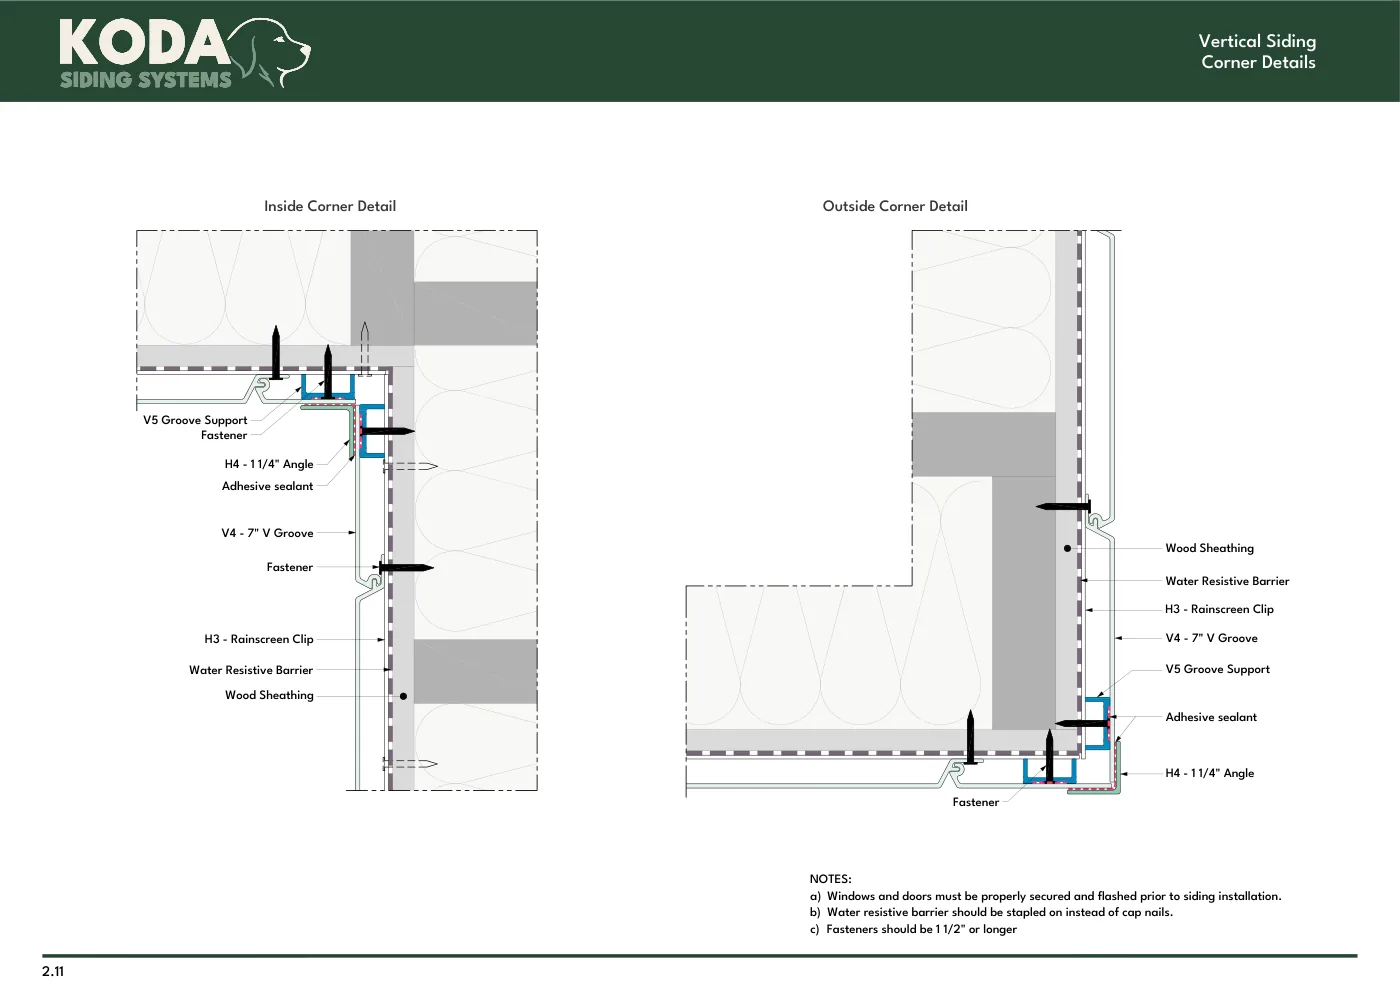 KODA
SIDING SYSTEMS
Vertical Siding
Corner Details
Inside Corner Detail
V5 Groove Support
Fastener
H4 - 1 1/4" Angle
Adhesive sealant
V4 - 7" V Groove
Fastener
H3 - Rainscreen Clip
Water Resistive Barrier
Wood Sheathing
Outside Corner Detail
Wood Sheathing
Water Resistive Barrier
H3 - Rainscreen Clip
V4 - 7" V Groove
V5 Groove Support
Adhesive sealant
H4 - 1 1/4" Angle
Fastener
NOTES:
a) Windows and doors must be properly secured and flashed prior to siding installation.
b) Water resistive barrier should be stapled on instead of cap nails.
c) Fasteners should be 1 1/2" or longer
2.11